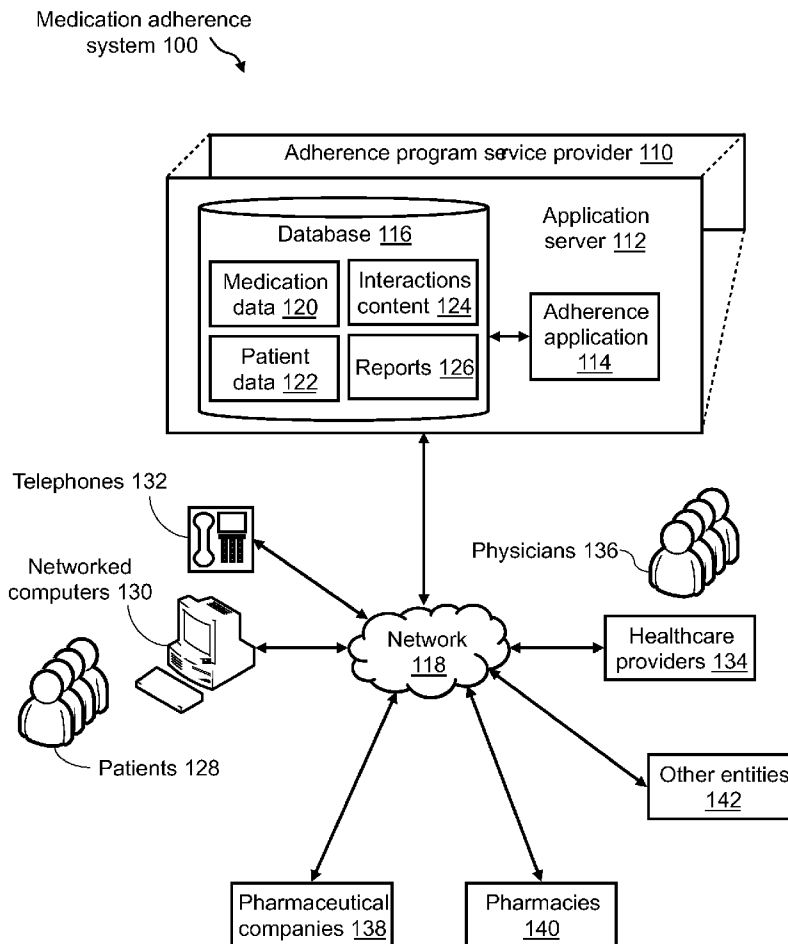 Medication adherence
system 100
Adherence program service provider 110
Database 116
Application
server 112
Medication
data 120
Interactions
content 124
Patient
data 122
Reports 126
Adherence
application
114
Telephones 132
Networked
computers 130
Patients 128
Physicians 136
Network
118
Healthcare
providers 134
Other entities
142
Pharmaceutical
companies 138
Pharmacies
140